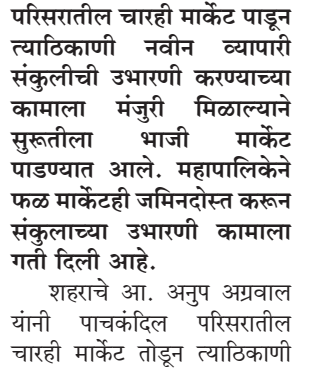 परिसरातील चारही मार्केट पाडून
त्याठिकाणी नवीन व्यापारी
संकुलीची उभारणी करण्याच्या
कामाला मंजुरी मिळाल्याने
सुरूतीला भाजी मार्केट
पाडण्यात आले. महापालिकेने
फळ मार्केटही जमिनदोस्त करून
संकुलाच्या उभारणी कामाला
गती दिली आहे.
शहराचे आ. अनुप अग्रवाल
यांनी पाचकंदिल परिसरातील
चारही मार्केट तोडून त्याठिकाणी